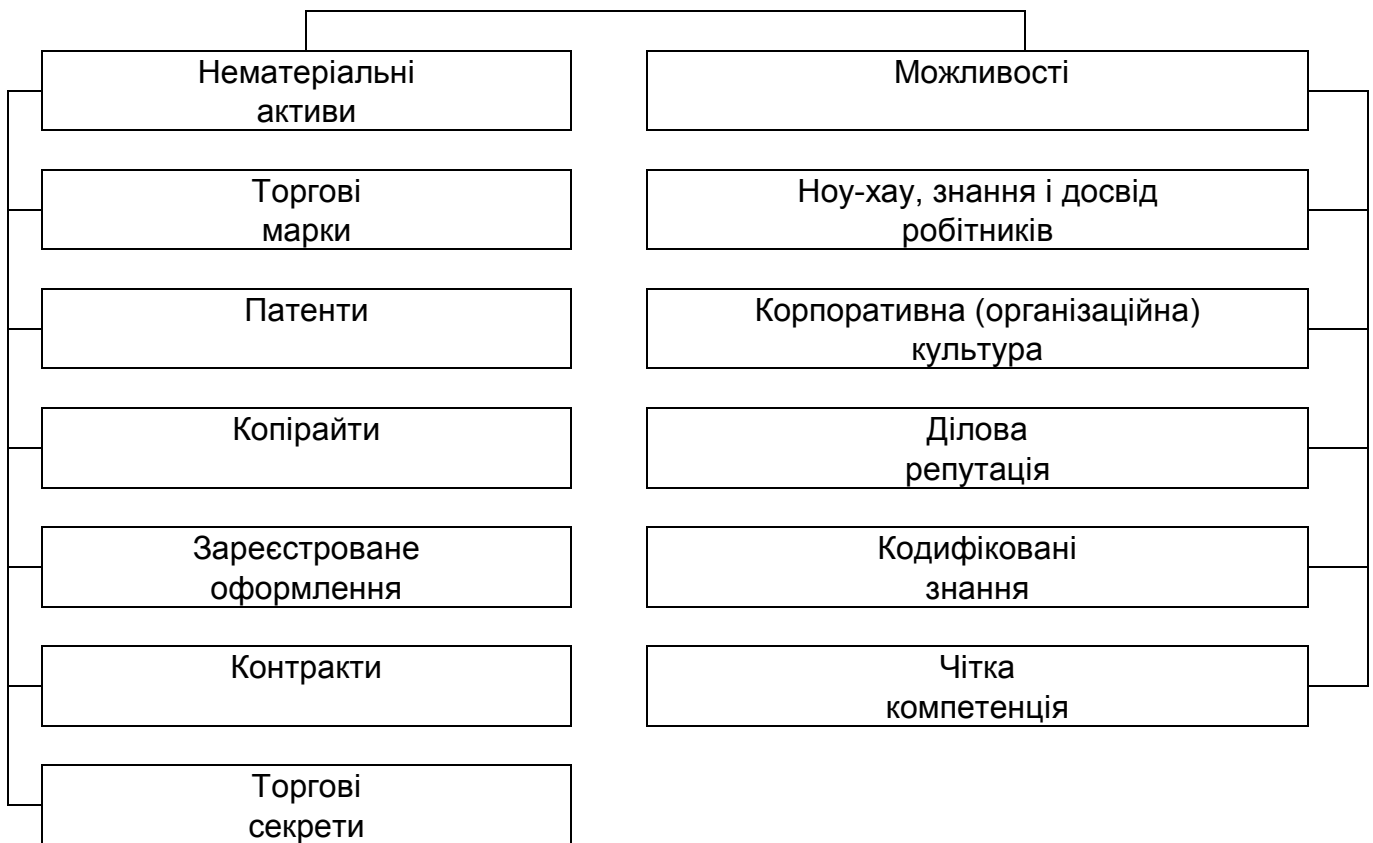 Нематеріальні
активи
Торгові
марки
Патенти
Копірайти
Зареєстроване
оформлення
Контракти
Торгові
секрети
Можливості
Ноу-хау, знання і досвід
робітників
Корпоративна (організаційна)
культура
Ділова
репутація
Кодифіковані
знання
Чітка
компетенція